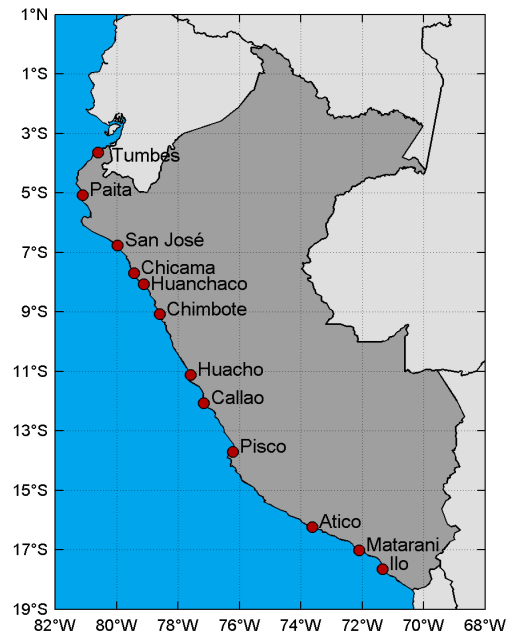 1°N
1°S
3°S
Tumbes
Paita
5°S
San José
7°S
Chicama
Huanchaco
Chimbote
9°S
Huacho
11°S
Callao
13°S
Pisco
15°S
Atico
Matarani
17°S
Ilo
19°S
82°W 80°W 78°W 76°W 74°W 72°W 70°W 68°W